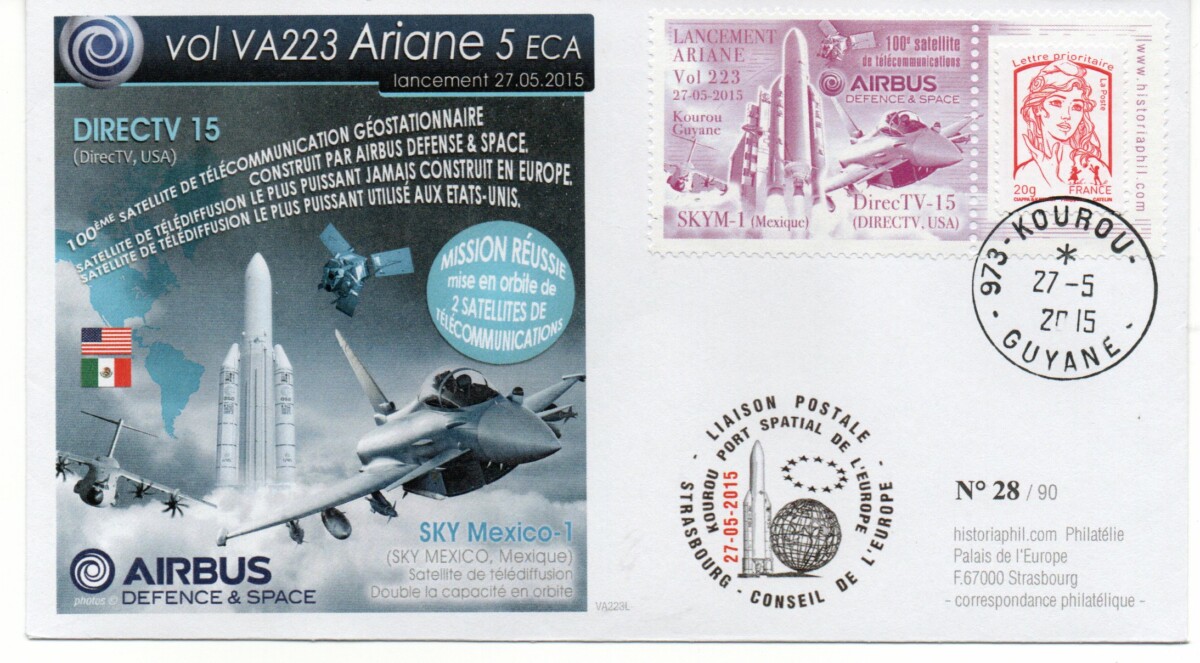 vol VA223 Ariane 5 ECA
lancement 27.05.2015
DIRECTV 15
(DirecTV, USA)
100ÈME SATELLITE DE TÉLÉCOMMUNICATION GÉOSTATIONNAIRE
CONSTRUIT PAR AIRBUS DEFENSE & SPACE.
SATELLITE DE TÉLÉDIFFUSION LE PLUS PUISSANT JAMAIS CONSTRUIT EN EUROPE.
SATELLITE DE TÉLÉDIFFUSION LE PLUS PUISSANT UTILISÉ AUX ETATS-UNIS.
MISSION RÉUSSIE
mise en orbite de
2 SATELLITES DE
TÉLÉCOMMUNICATIONS
SKY Mexico-1
(SKY MEXICO, Mexique)
Satellite de télédiffusion
Double la capacité en orbite
AIRBUS
DEFENCE & SPACE
photos ©
VA223L
LANCEMENT
ARIANE
Vol 223
27-05-2015
Kourou
Guyane
100e satellite
de télécommunications
AIRBUS
DEFENCE & SPACE
SKYM-1 (Mexique)
DirecTV-15
(DIRECTV, USA)
Lettre prioritaire
La Poste
20g FRANCE
www.historiaphil.com
973-KOUROU-
*
27-5
2015
- GUYANE -
- LIAISON POSTALE -
KOUROU PORT SPATIAL DE L'EUROPE
27-05-2015
STRASBOURG - CONSEIL DE L'EUROPE
N° 28 / 90
historiaphil.com Philatélie
Palais de l'Europe
F.67000 Strasbourg
- correspondance philatélique -